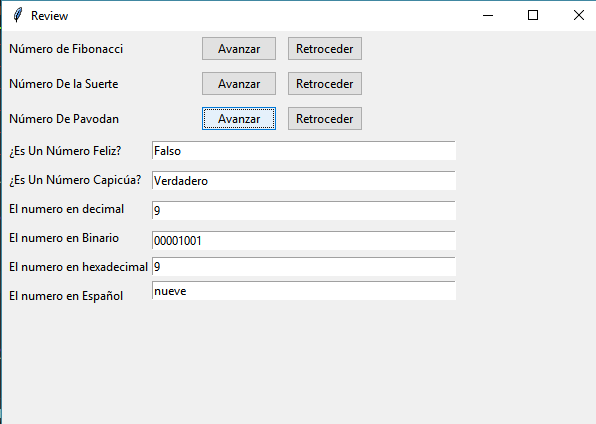 Review
Número de Fibonacci Avanzar Retroceder
Número De la Suerte Avanzar Retroceder
Número De Pavodan Avanzar Retroceder
¿Es Un Número Feliz? Falso
¿Es Un Número Capicúa? Verdadero
El numero en decimal 9
El numero en Binario 00001001
El numero en hexadecimal 9
El numero en Español nueve